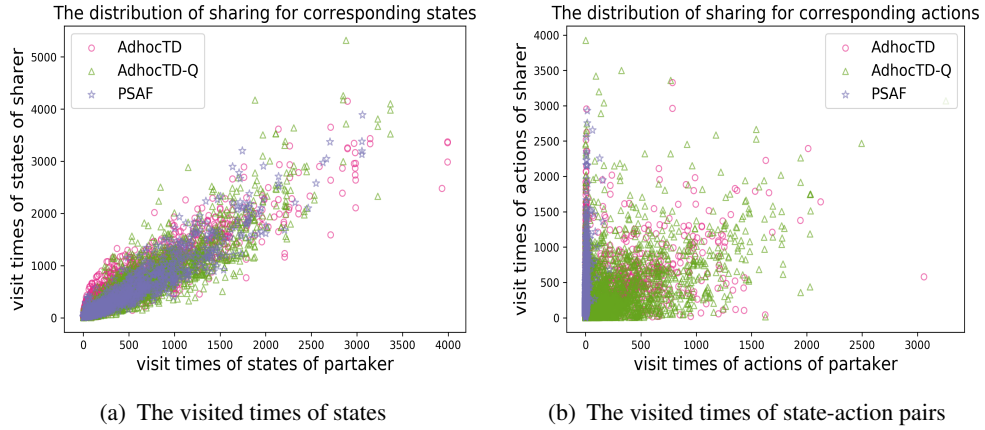 The distribution of sharing for corresponding states
AdhocTD
AdhocTD-Q
PSAF
visit times of states of sharer
5000
4000
3000
2000
1000
0
0 500 1000 1500 2000 2500 3000 3500 4000
visit times of states of partaker
(a) The visited times of states
The distribution of sharing for corresponding actions
AdhocTD
AdhocTD-Q
PSAF
visit times of actions of sharer
4000
3500
3000
2500
2000
1500
1000
500
0
0 500 1000 1500 2000 2500 3000
visit times of actions of partaker
(b) The visited times of state-action pairs